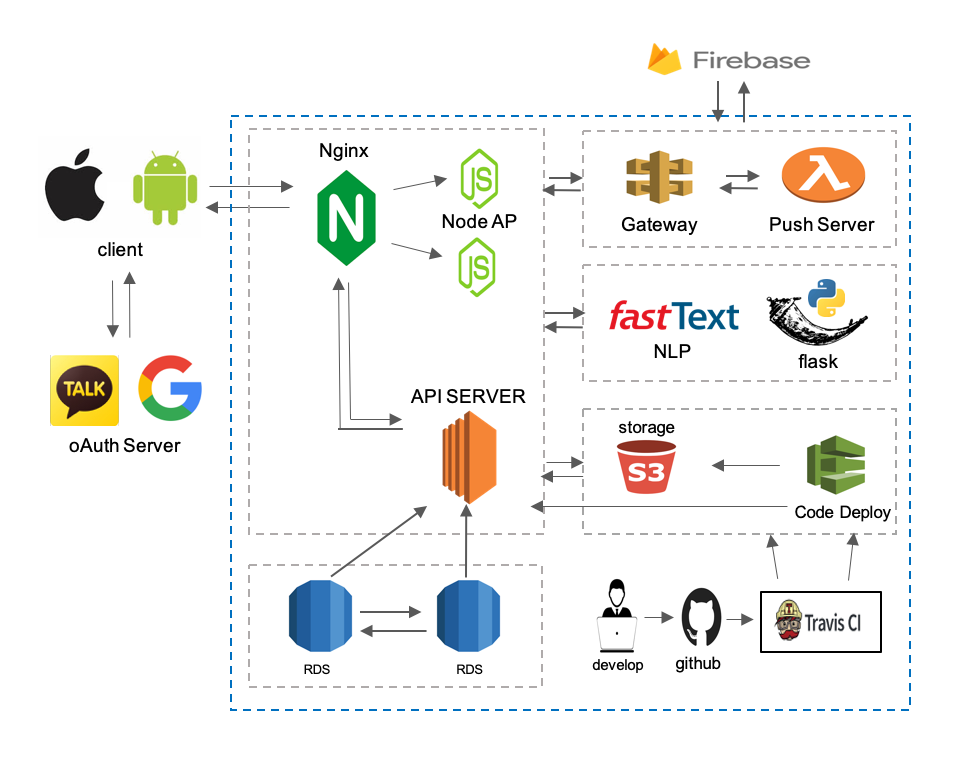 Firebase
Nginx
N
JS
Node AP
JS
Gateway
Push Server
client
fastText
NLP
flask
TALK
G
oAuth Server
API SERVER
storage
S3
Code Deploy
RDS
RDS
develop
github
T
Travis CI